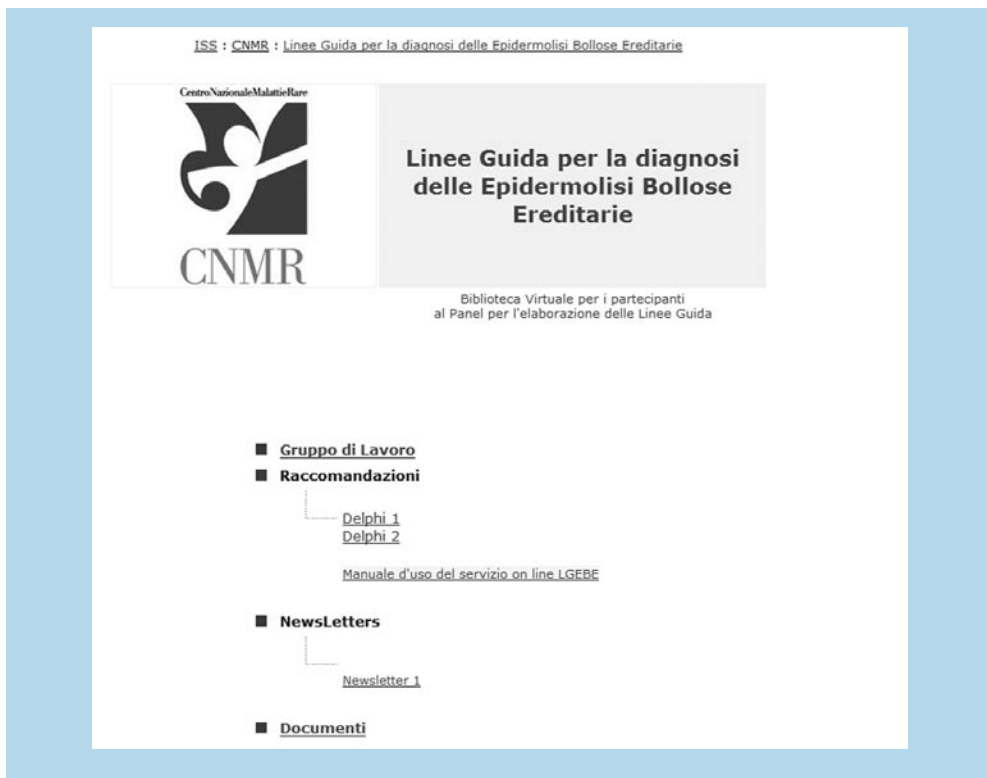 ISS : CNMR : Linee Guida per la diagnosi delle Epidermolisi Bollose Ereditarie
CentroNazionaleMalattieRare
CNMR
Linee Guida per la diagnosi
delle Epidermolisi Bollose
Ereditarie
Biblioteca Virtuale per i partecipanti
al Panel per l'elaborazione delle Linee Guida
Gruppo di Lavoro
Raccomandazioni
Delphi 1
Delphi 2
Manuale d'uso del servizio on line LGEBE
NewsLetters
Newsletter 1
Documenti